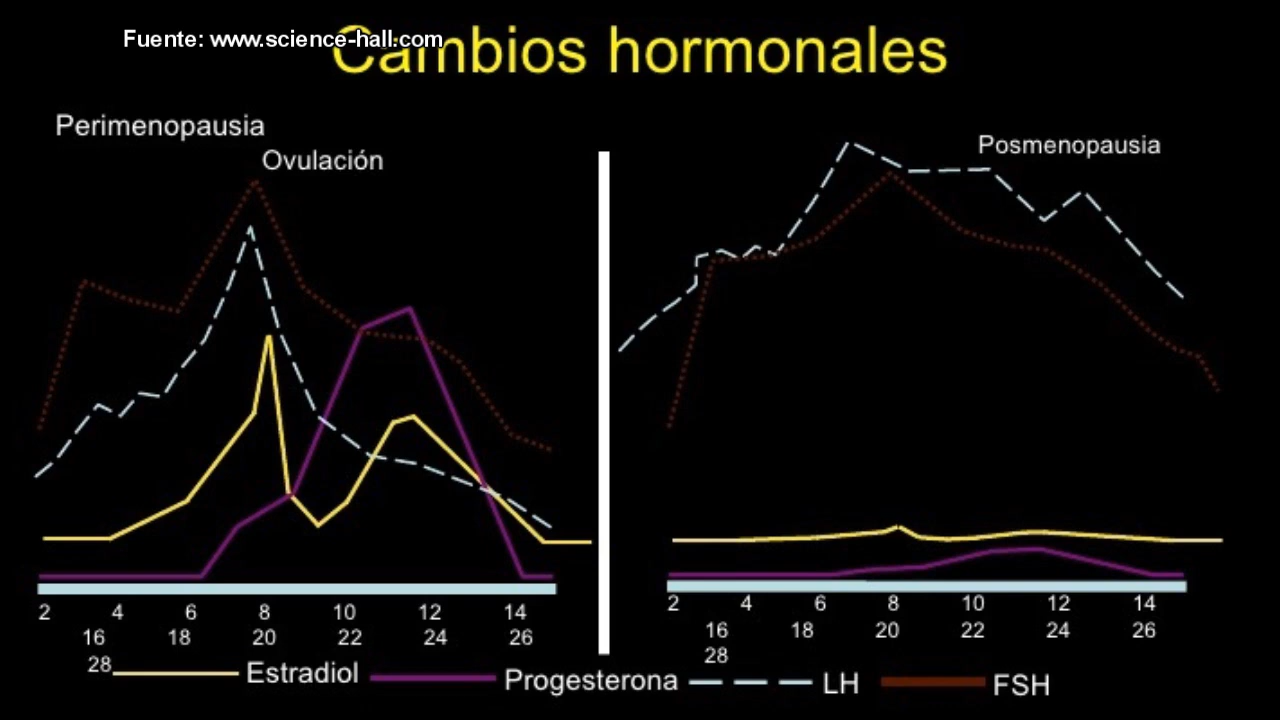 Fuente: www.science-hall.com
Cambios hormonales
Perimenopausia
Ovulación
2 4 6 8 10 12 14
16 18 20 22 24 26
28
Posmenopausia
2 4 6 8 10 12 14
16 18 20 22 24 26
28
Estradiol Progesterona LH FSH